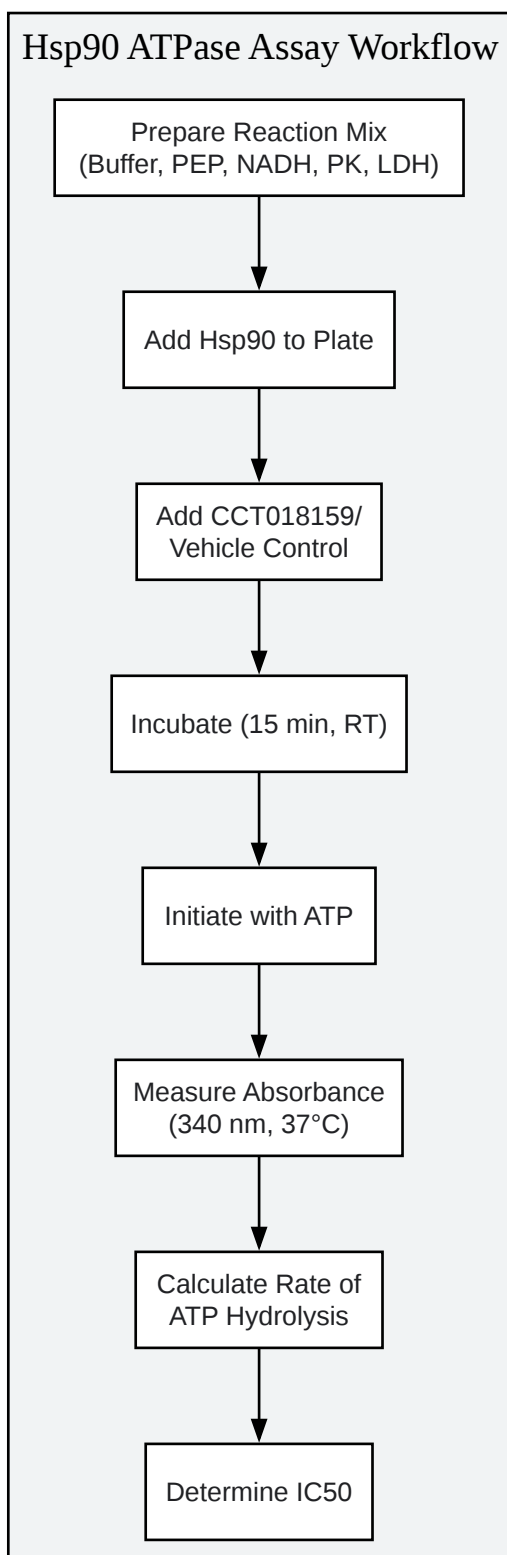 Hsp90 ATPase Assay Workflow
Prepare Reaction Mix
(Buffer, PEP, NADH, PK, LDH)
Add Hsp90 to Plate
Add CCT018159/
Vehicle Control
Incubate (15 min, RT)
Initiate with ATP
Measure Absorbance
(340 nm, 37°C)
Calculate Rate of
ATP Hydrolysis
Determine IC50